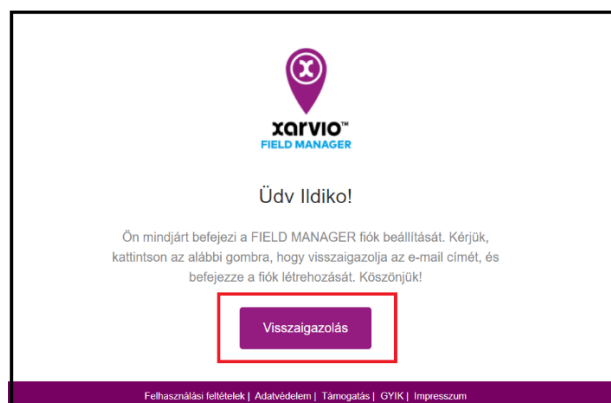 xarvio™
FIELD MANAGER
Üdv Ildiko!
Ön mindjárt befejezi a FIELD MANAGER fiók beállítását. Kérjük,
kattintson az alábbi gombra, hogy visszaigazolja az e-mail címét, és
befejezze a fiók létrehozását. Köszönjük!
Visszaigazolás
Felhasználási feltételek | Adatvédelem | Támogatás | GYIK | Impresszum